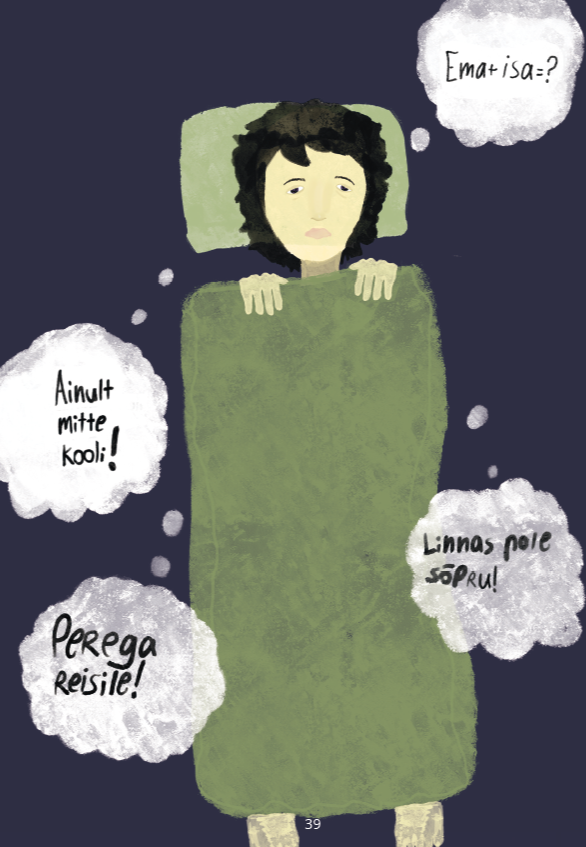 Ema+isa=?
Ainult
mitte
kooli!
Linnas pole
sõpru!
Perega
Reisile!
39